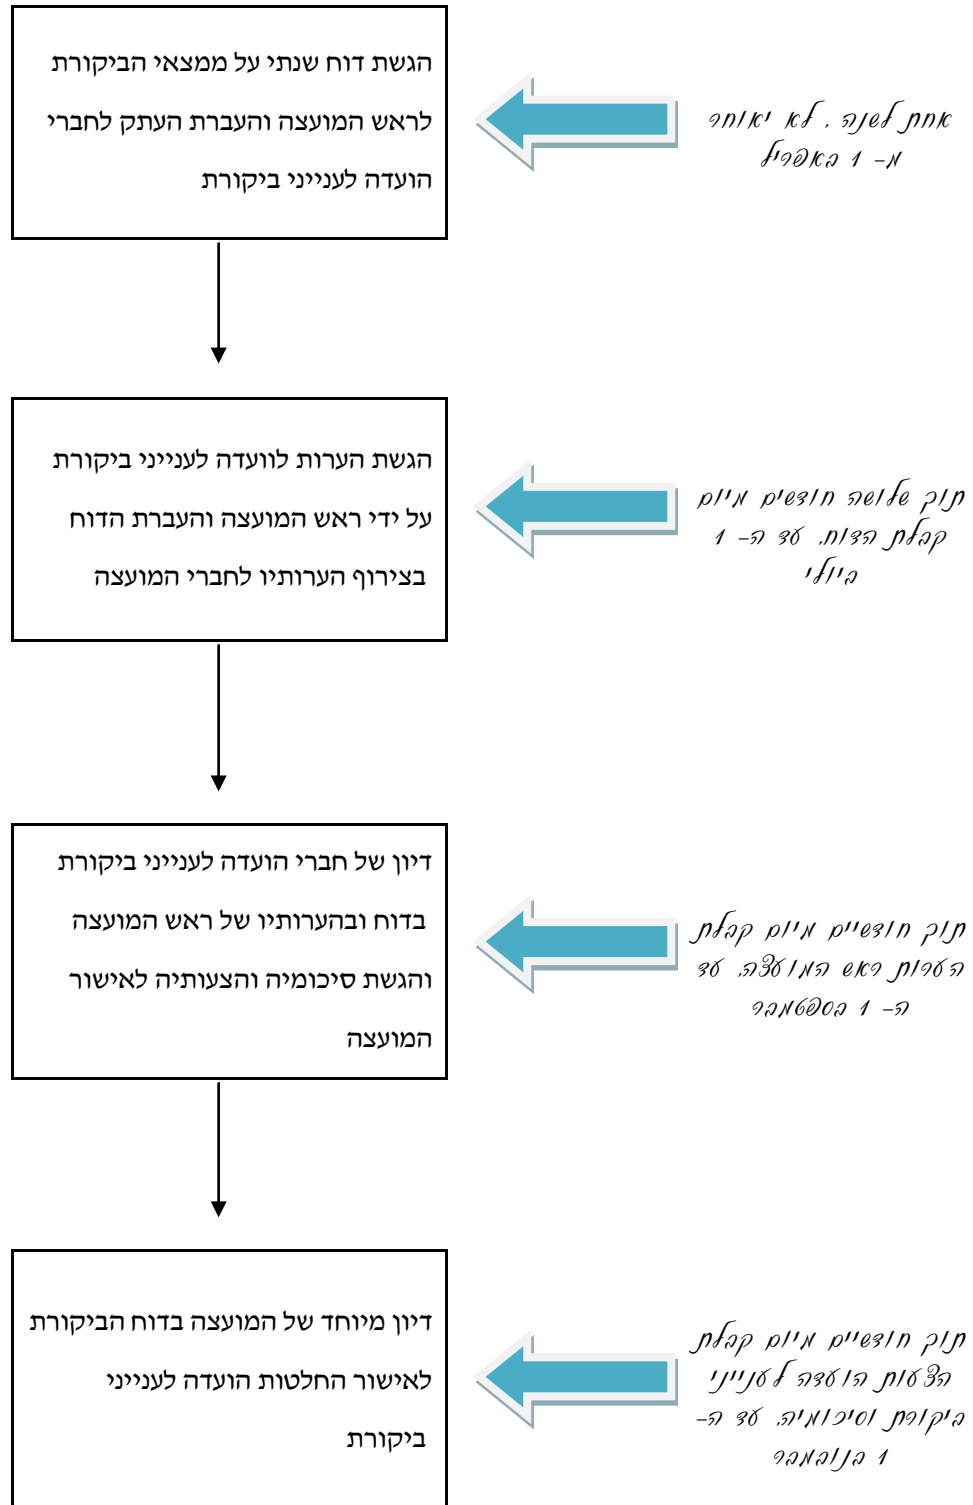 הגשת דוח שנתי על ממצאי הביקורת
לראש המועצה והעברת העתק לחברי
הועדה לענייני ביקורת
אחת לשנה, לא יאוחר
מ- 1 באפריל
הגשת הערות לוועדה לענייני ביקורת
על ידי ראש המועצה והעברת הדוח
בצירוף הערותיו לחברי המועצה
תוך שלושה חודשים מיום
קבלת הדוח, עד ה- 1
ביולי
דיון של חברי הועדה לענייני ביקורת
בדוח ובהערותיו של ראש המועצה
והגשת סיכומיה והצעותיה לאישור
המועצה
תוך חודשיים מיום קבלת
הערות ראש המועצה, עד
ה- 1 בספטמבר
דיון מיוחד של המועצה בדוח הביקורת
לאישור החלטות הועדה לענייני
ביקורת
תוך חודשיים מיום קבלת
הצעות הועדה לענייני
ביקורת וסיכומיה, עד ה-
1 בנובמבר